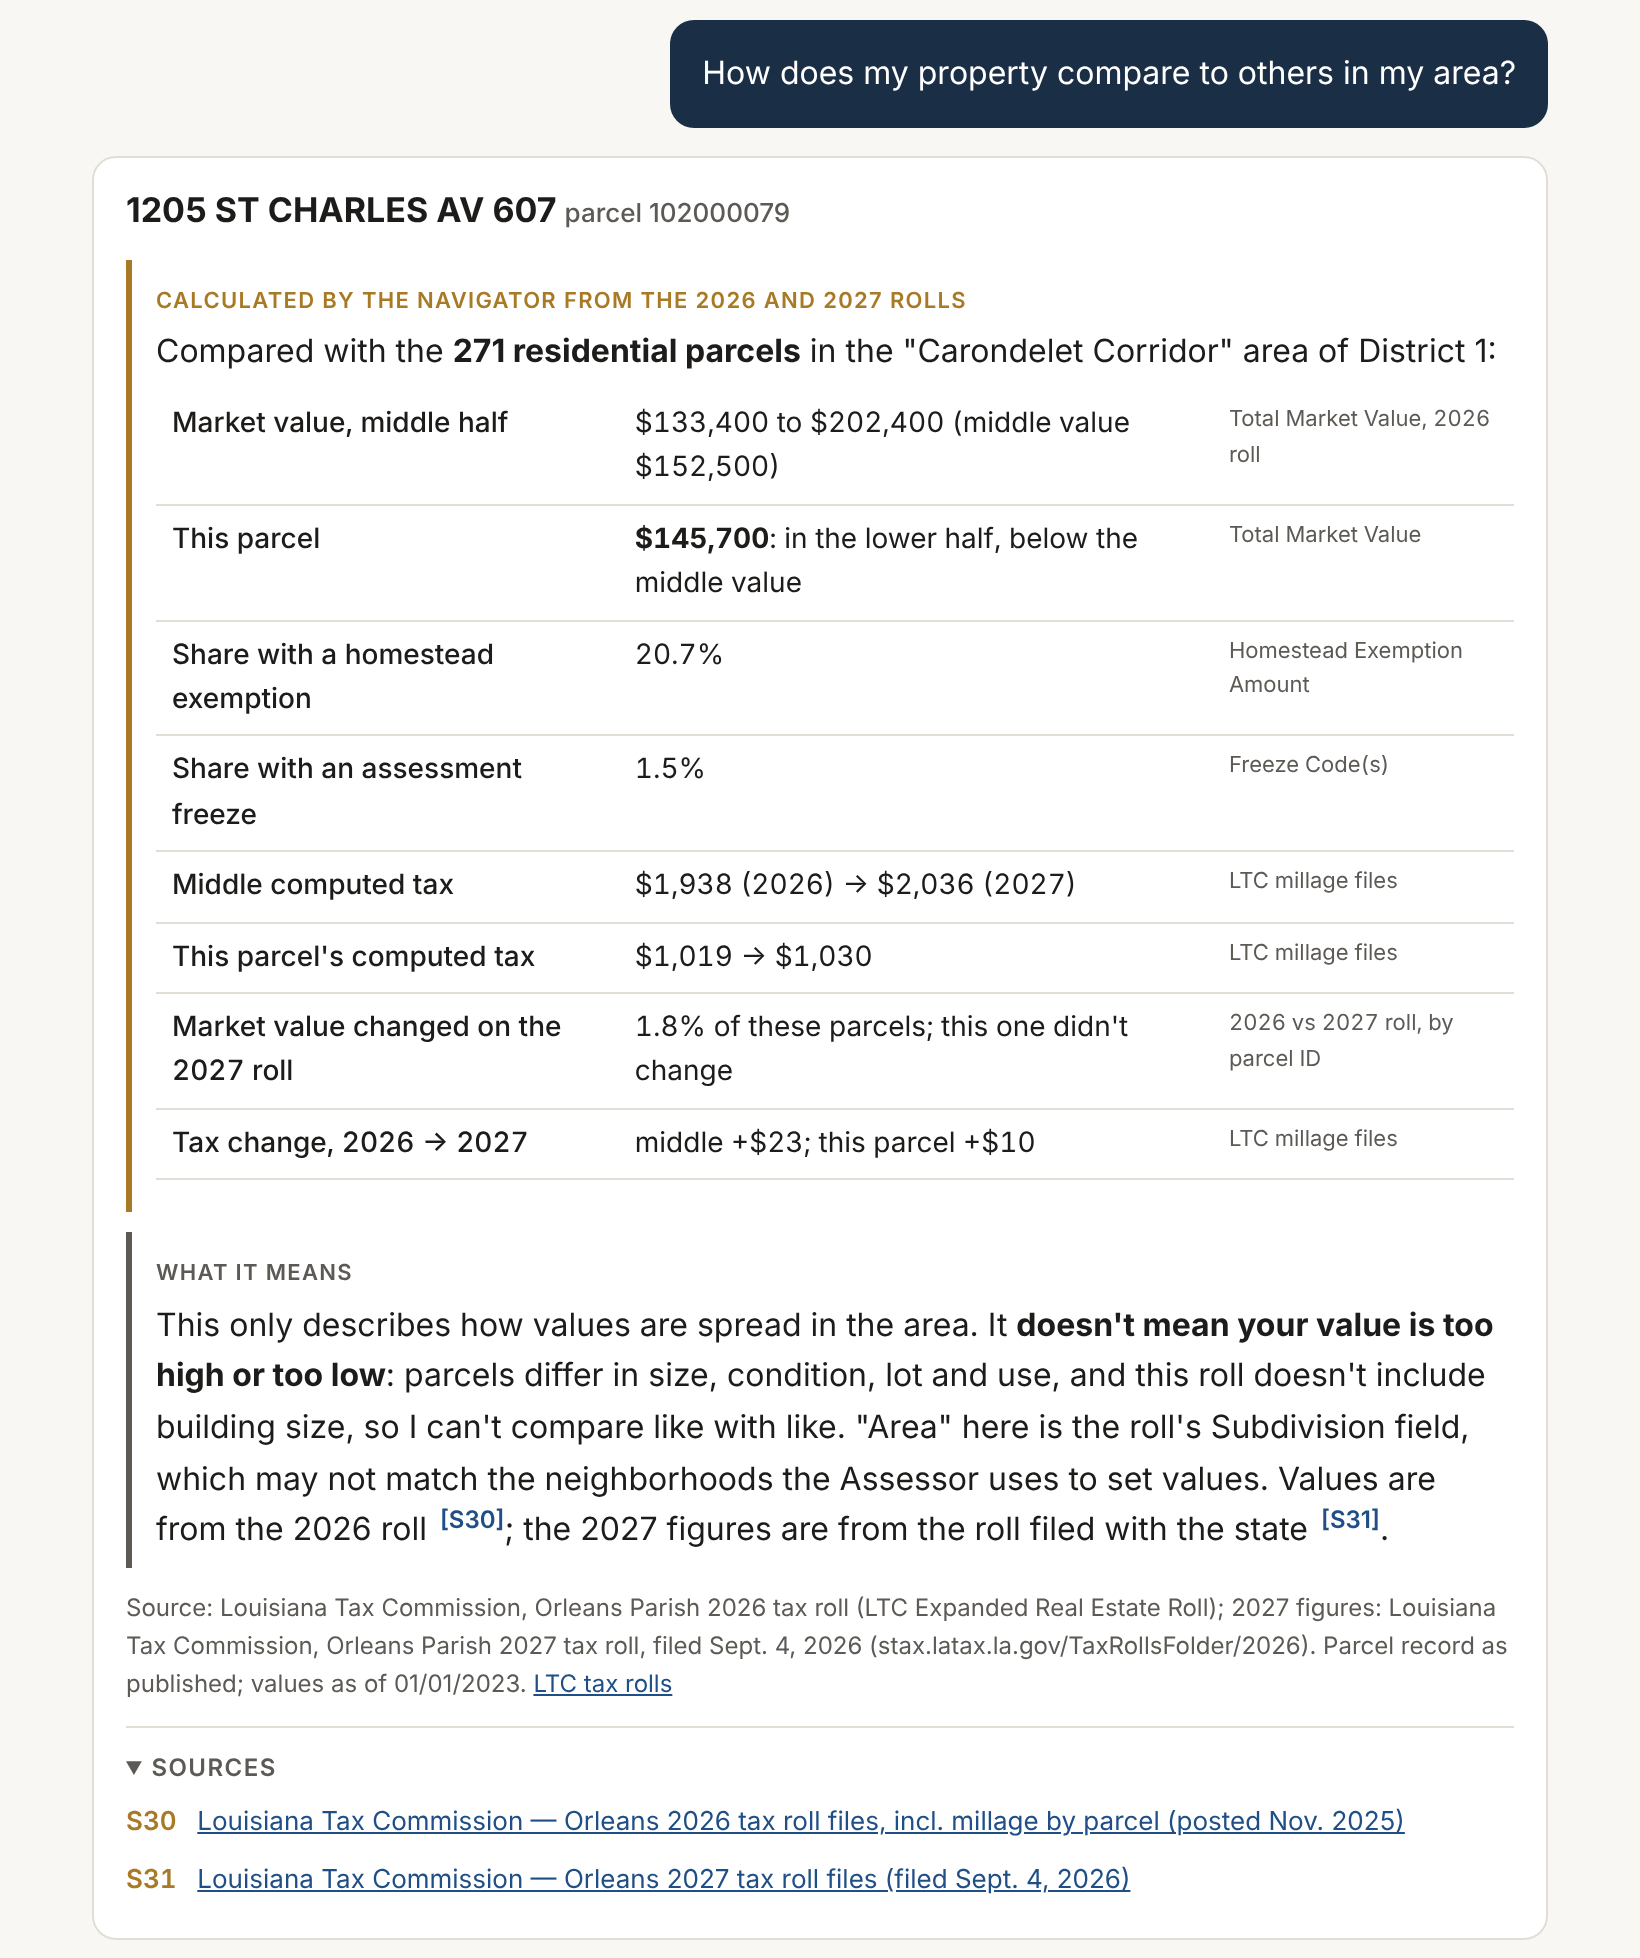 How does my property compare to others in my area?
1205 ST CHARLES AV 607 parcel 102000079
CALCULATED BY THE NAVIGATOR FROM THE 2026 AND 2027 ROLLS
Compared with the 271 residential parcels in the "Carondelet Corridor" area of District 1:
Market value, middle half
$133,400 to $202,400 (middle value
$152,500)
Total Market Value, 2026
roll
This parcel
$145,700: in the lower half, below the
middle value
Total Market Value
Share with a homestead
exemption
20.7%
Homestead Exemption
Amount
Share with an assessment
freeze
1.5%
Freeze Code(s)
Middle computed tax
$1,938 (2026) → $2,036 (2027)
LTC millage files
This parcel's computed tax
$1,019 → $1,030
LTC millage files
Market value changed on the
2027 roll
1.8% of these parcels; this one didn't
change
2026 vs 2027 roll, by
parcel ID
Tax change, 2026 → 2027
middle +$23; this parcel +$10
LTC millage files
WHAT IT MEANS
This only describes how values are spread in the area. It doesn't mean your value is too
high or too low: parcels differ in size, condition, lot and use, and this roll doesn't include
building size, so I can't compare like with like. "Area" here is the roll's Subdivision field,
which may not match the neighborhoods the Assessor uses to set values. Values are
from the 2026 roll [S30]; the 2027 figures are from the roll filed with the state [S31].
Source: Louisiana Tax Commission, Orleans Parish 2026 tax roll (LTC Expanded Real Estate Roll); 2027 figures: Louisiana
Tax Commission, Orleans Parish 2027 tax roll, filed Sept. 4, 2026 (stax.latax.la.gov/TaxRollsFolder/2026). Parcel record as
published; values as of 01/01/2023. LTC tax rolls
▼ SOURCES
S30 Louisiana Tax Commission — Orleans 2026 tax roll files, incl. millage by parcel (posted Nov. 2025)
S31 Louisiana Tax Commission — Orleans 2027 tax roll files (filed Sept. 4, 2026)